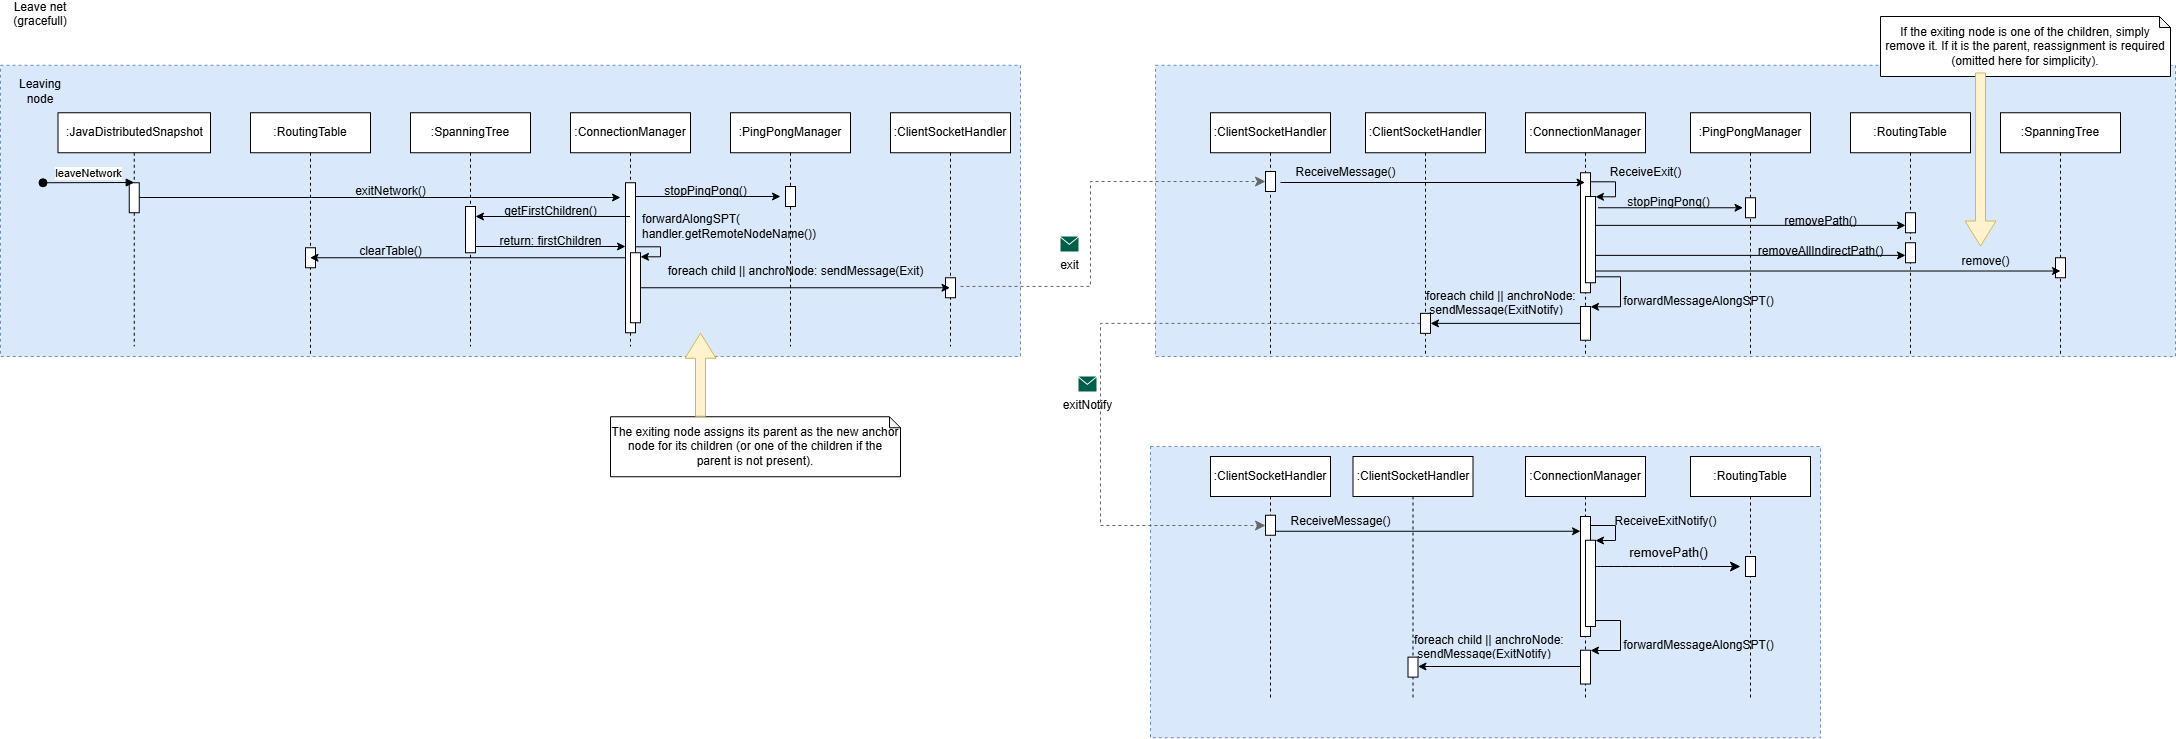 Leave net
(gracefull)
If the exiting node is one of the children, simply
remove it. If it is the parent, reassignment is required
(omitted here for simplicity).
Leaving
node
:JavaDistributedSnapshot
:RoutingTable
:SpanningTree
:ConnectionManager
:PingPongManager
:ClientSocketHandler
leaveNetwork
exitNetwork()
stopPingPong()
getFirstChildren()
forwardAlongSPT(
handler.getRemoteNodeName())
return: firstChildren
clearTable()
foreach child || anchroNode: sendMessage(Exit)
exit
The exiting node assigns its parent as the new anchor
node for its children (or one of the children if the
parent is not present).
:ClientSocketHandler
:ClientSocketHandler
:ConnectionManager
:PingPongManager
:RoutingTable
:SpanningTree
ReceiveMessage()
ReceiveExit()
stopPingPong()
removePath()
removeAllIndirectPath()
remove()
foreach child || anchroNode:
sendMessage(ExitNotify)
forwardMessageAlongSPT()
exitNotify
:ClientSocketHandler
:ClientSocketHandler
:ConnectionManager
:RoutingTable
ReceiveMessage()
ReceiveExitNotify()
removePath()
foreach child || anchroNode:
sendMessage(ExitNotify)
forwardMessageAlongSPT()